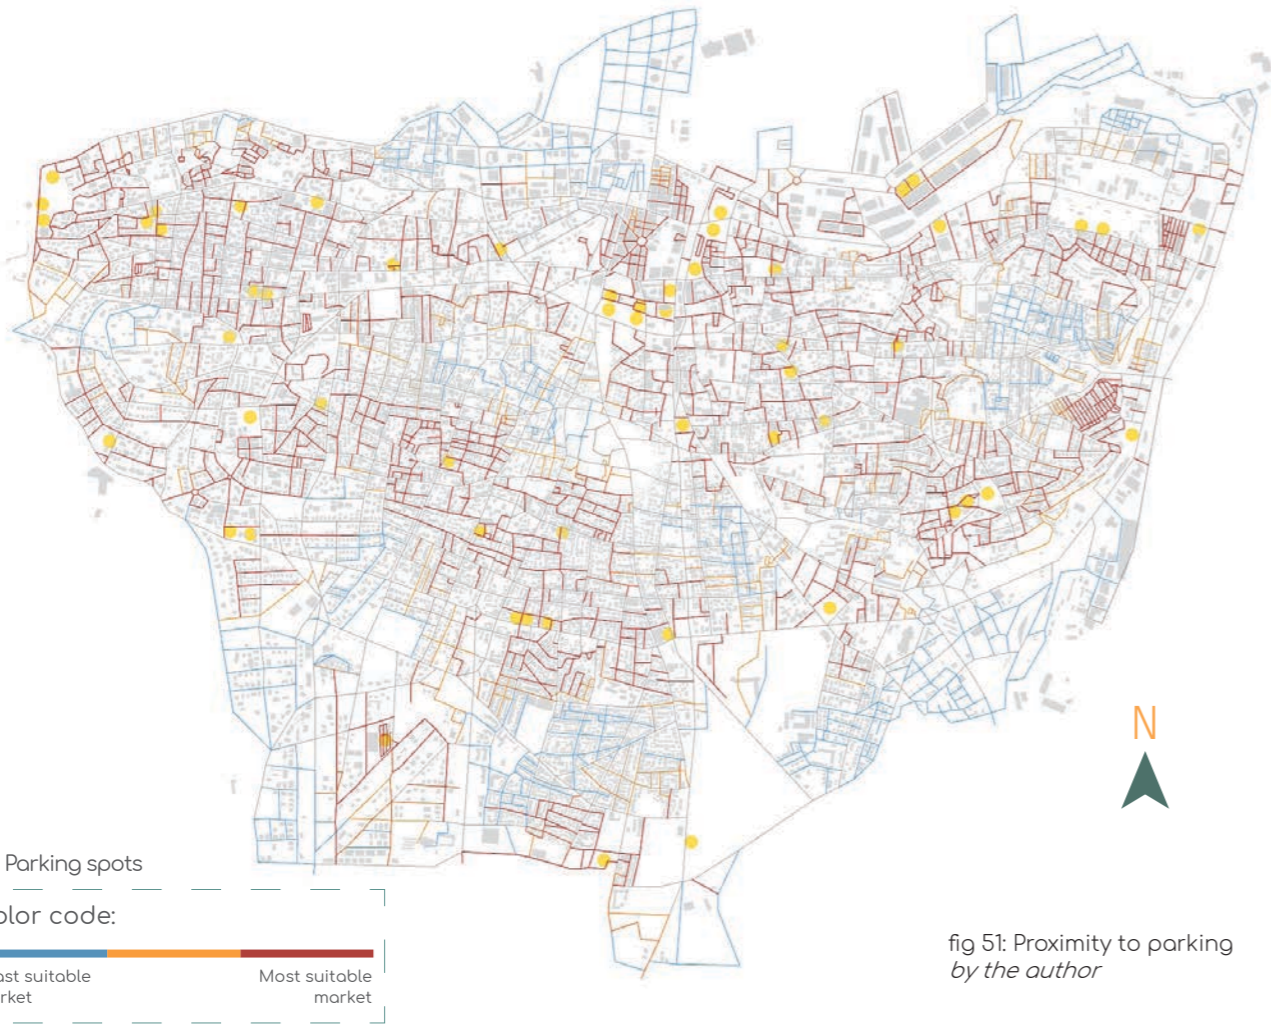 N
Parking spots
olor code:
ast suitable
rket
Most suitable
market
fig 51: Proximity to parking
by the author